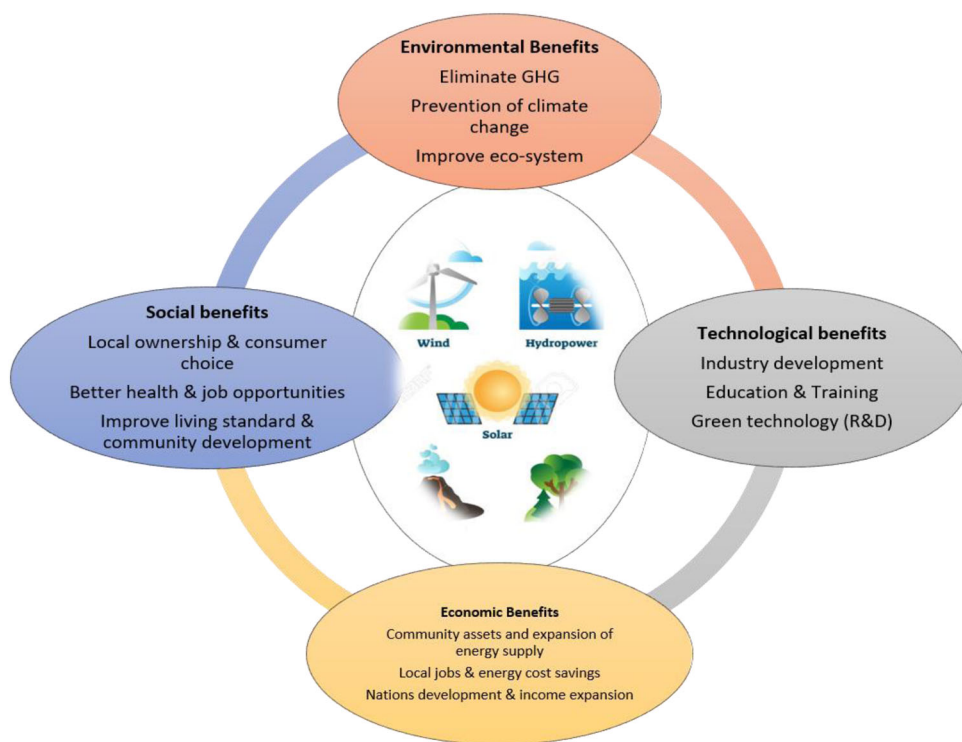 Environmental Benefits
Eliminate GHG
Prevention of climate
change
Improve eco-system
Social benefits
Local ownership & consumer
choice
Better health & job opportunities
Improve living standard &
community development
Wind
Hydropower
Solar
Technological benefits
Industry development
Education & Training
Green technology (R&D)
Economic Benefits
Community assets and expansion of
energy supply
Local jobs & energy cost savings
Nations development & income expansion